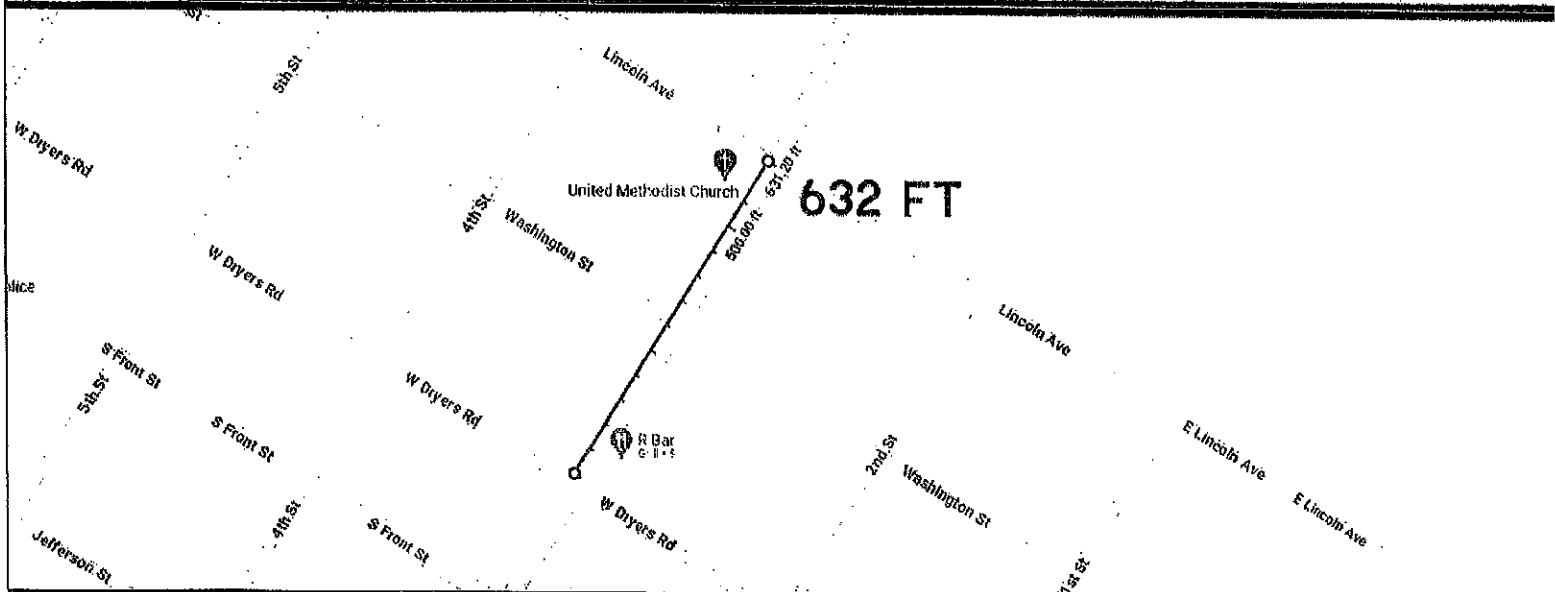 5th St
Lincoln Ave
W Dryers Rd
United Methodist Church
631.20 ft
632 FT
500.00 ft
4th St
Washington St
W Dryers Rd
Lincoln Ave
S Front St
5th St
W Dryers Rd
S Front St
R Bar
E Lincoln Ave
2nd St
Washington St
E Lincoln Ave
4th St
S Front St
W Dryers Rd
Jefferson St
1st St